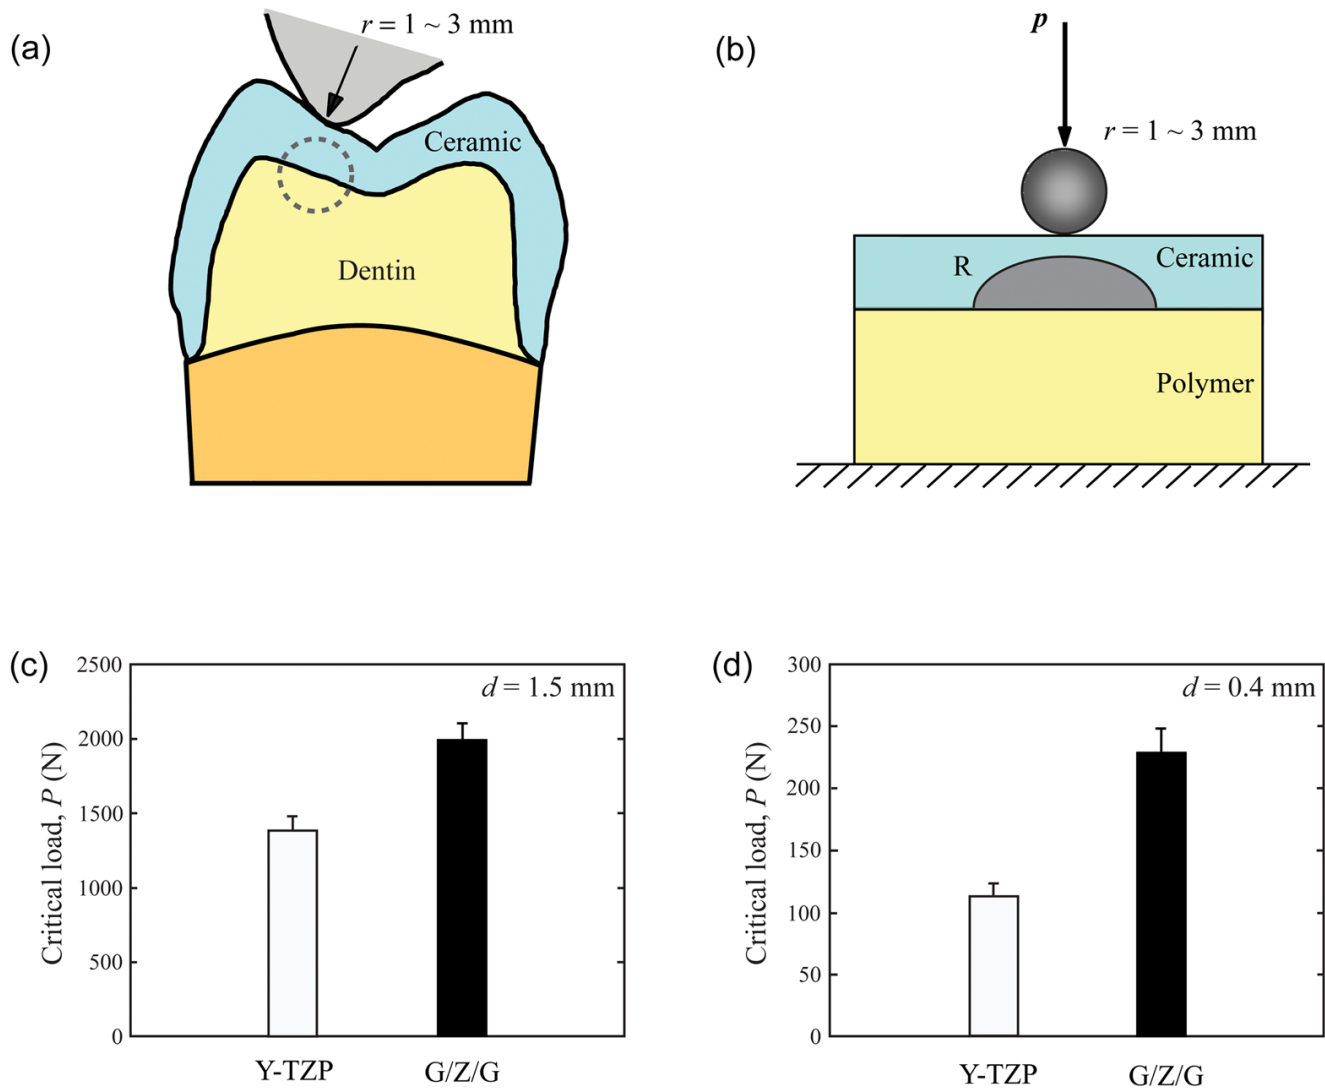 (a)
r = 1 ~ 3 mm
Ceramic
Dentin
(b)
p
r = 1 ~ 3 mm
R
Ceramic
Polymer
(c)
d = 1.5 mm
Critical load, P (N)
2500
2000
1500
1000
500
0
Y-TZP
G/Z/G
(d)
d = 0.4 mm
Critical load, P (N)
300
250
200
150
100
50
0
Y-TZP
G/Z/G